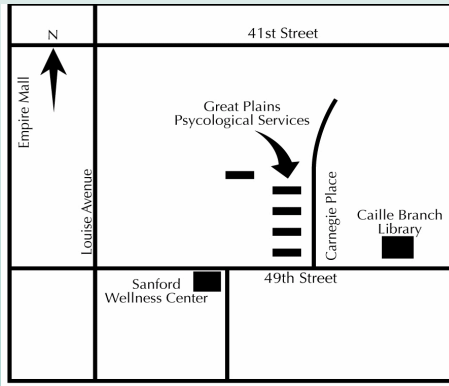 41st Street
N
Empire Mall
Louise Avenue
Great Plains
Psycological Services
Carnegie Place
Caille Branch
Library
49th Street
Sanford
Wellness Center